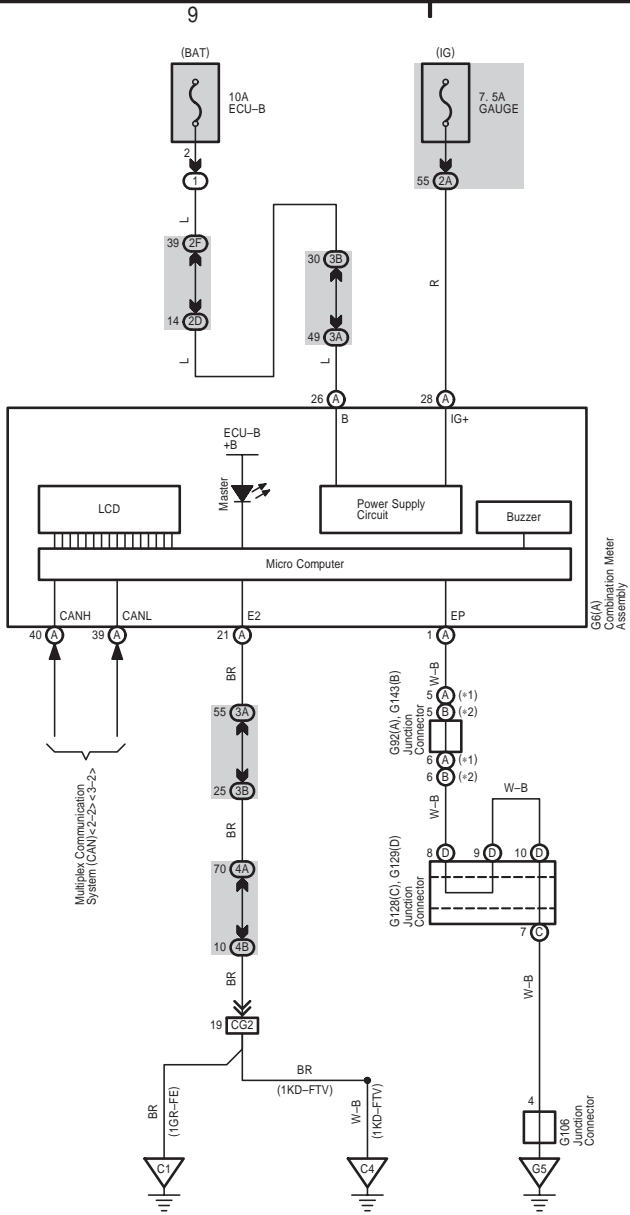 9
(BAT)
(IG)
10A
ECU–B
7. 5A
GAUGE
2
1
55 2A
L
39 2F
30 3B
R
14 2D
49 3A
L
L
26 A
28 A
B
IG+
ECU–B
+B
Master
LCD
Power Supply
Circuit
Buzzer
Micro Computer
G6(A)
Combination Meter
Assembly
CANH
CANL
E2
EP
40 A
39 A
21 A
1 A
BR
W–B
5 A (*1)
5 B (*2)
G92(A), G143(B)
Junction
Connector
55 3A
6 A (*1)
6 B (*2)
25 3B
W–B
W–B
Multiplex Communication
System (CAN)<2–2><3–2>
BR
8 D
9 D
10 D
G128(C), G129(D)
Junction
Connector
70 4A
7 C
10 4B
BR
W–B
19 CG2
BR
(1KD–FTV)
BR
(1GR–FE)
W–B
(1KD–FTV)
4
G106
Junction
Connector
C1
C4
G5